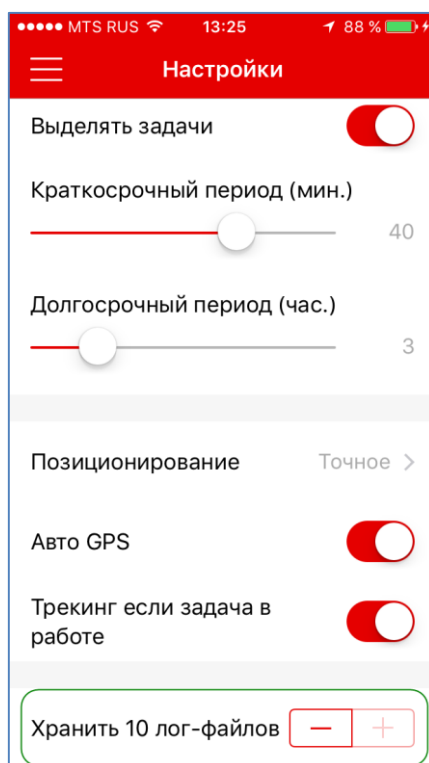 MTS RUS 13:25 88 %
Настройки
Выделять задачи
Краткосрочный период (мин.)
40
Долгосрочный период (час.)
3
Позиционирование Точное
Авто GPS
Трекинг если задача в
работе
Хранить 10 лог-файлов